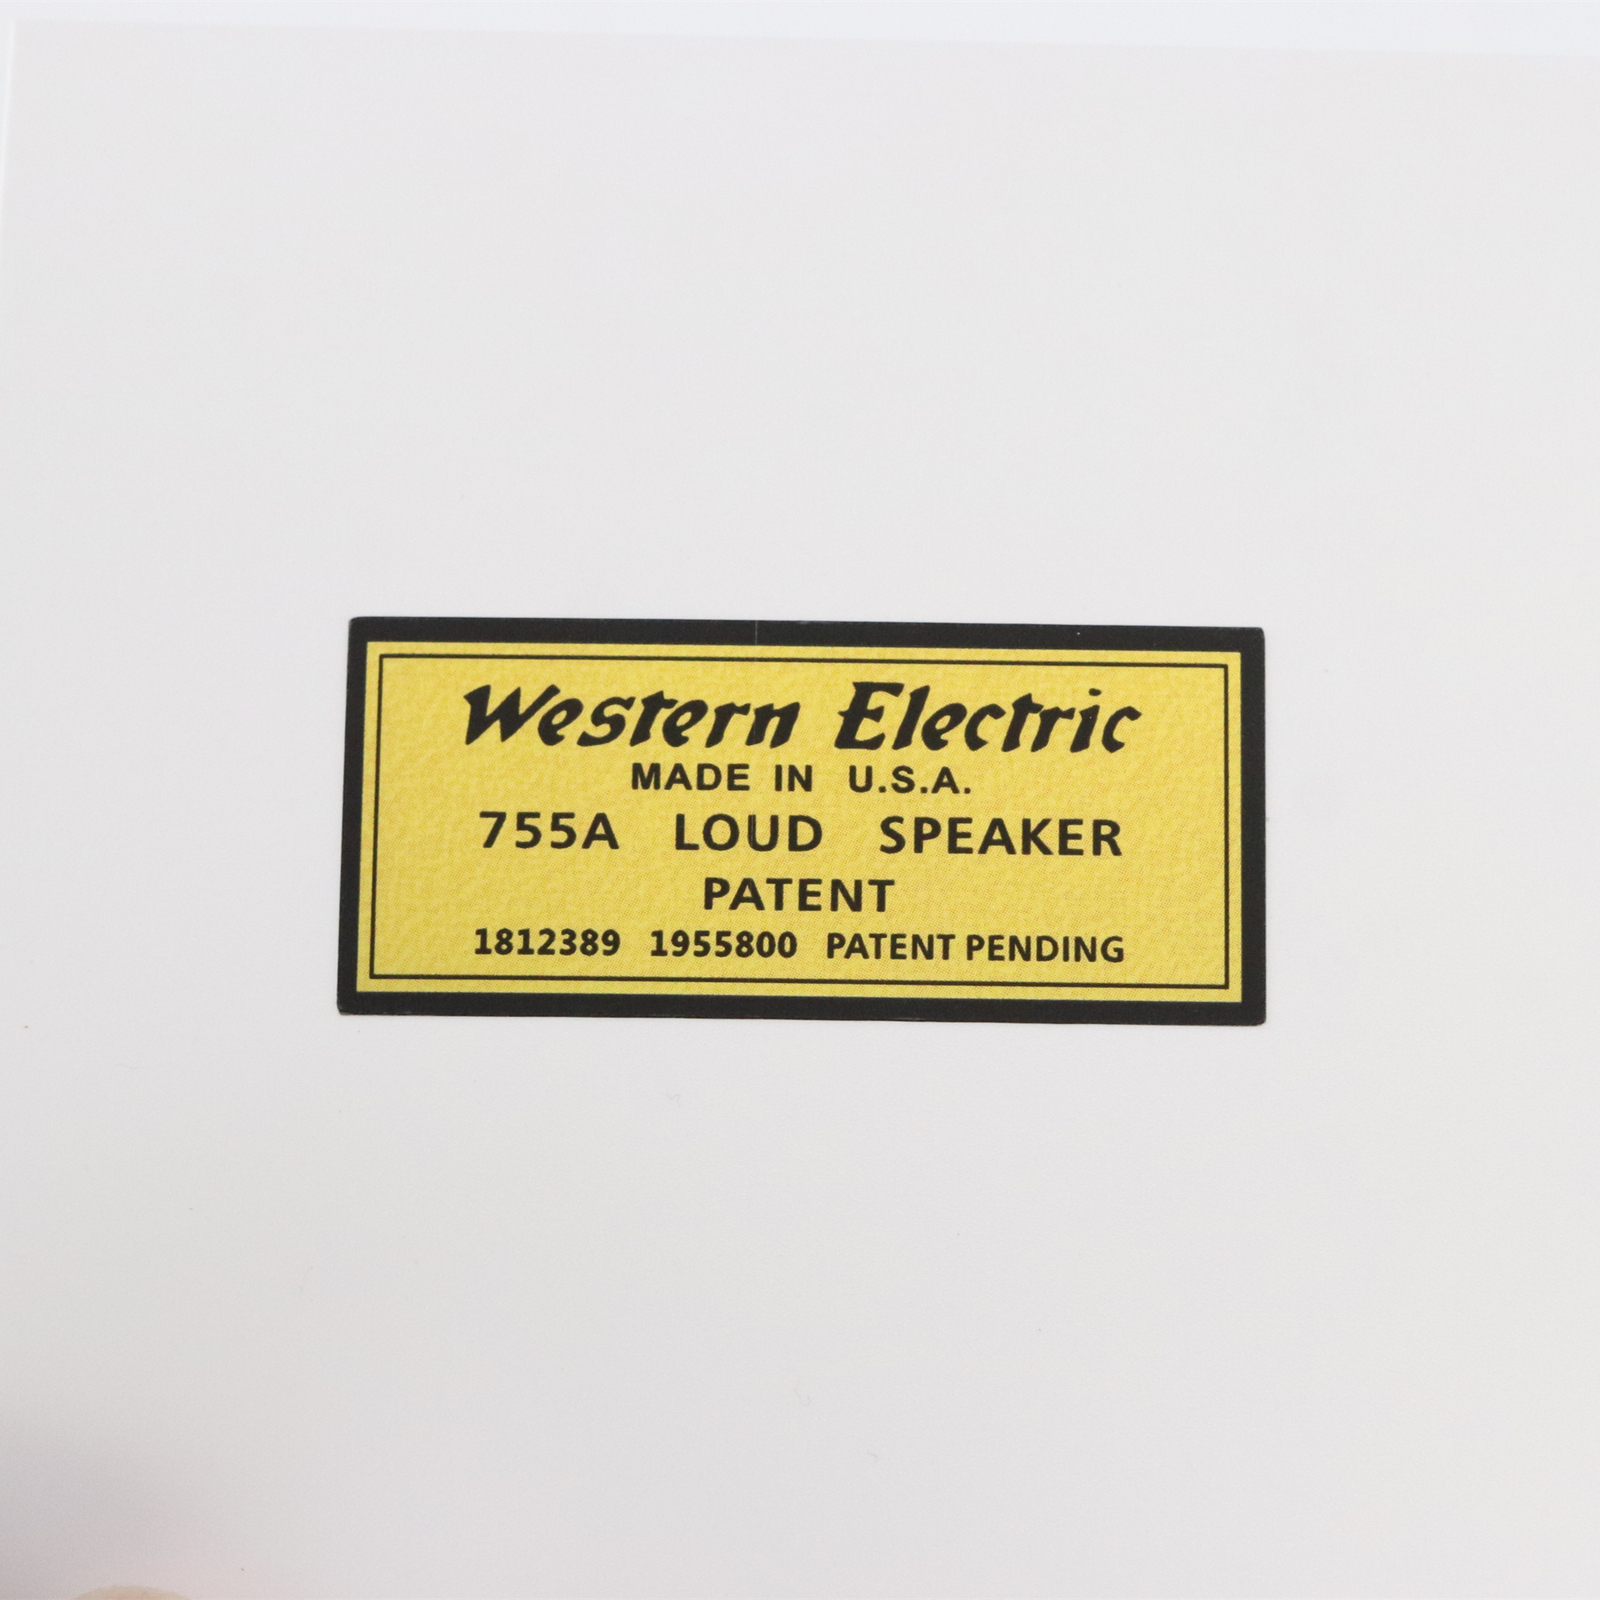 Western Electric
MADE IN U.S.A.
755A LOUD SPEAKER
PATENT
1812389 1955800 PATENT PENDING